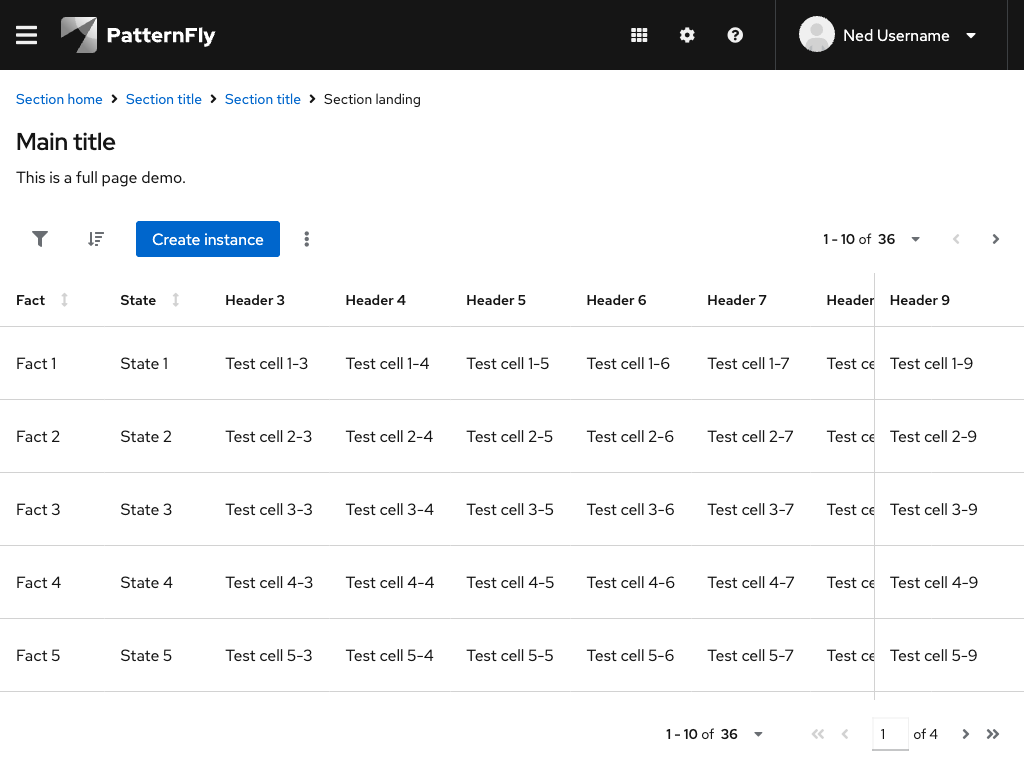 PatternFly
Ned Username
Section home Section title Section title Section landing
Main title
This is a full page demo.
Create instance
1 - 10 of 36
Fact State Header 3 Header 4 Header 5 Header 6 Header 7 Header Header 9
Fact 1 State 1 Test cell 1-3 Test cell 1-4 Test cell 1-5 Test cell 1-6 Test cell 1-7 Test ce Test cell 1-9
Fact 2 State 2 Test cell 2-3 Test cell 2-4 Test cell 2-5 Test cell 2-6 Test cell 2-7 Test ce Test cell 2-9
Fact 3 State 3 Test cell 3-3 Test cell 3-4 Test cell 3-5 Test cell 3-6 Test cell 3-7 Test ce Test cell 3-9
Fact 4 State 4 Test cell 4-3 Test cell 4-4 Test cell 4-5 Test cell 4-6 Test cell 4-7 Test ce Test cell 4-9
Fact 5 State 5 Test cell 5-3 Test cell 5-4 Test cell 5-5 Test cell 5-6 Test cell 5-7 Test ce Test cell 5-9
1 - 10 of 36 1 of 4